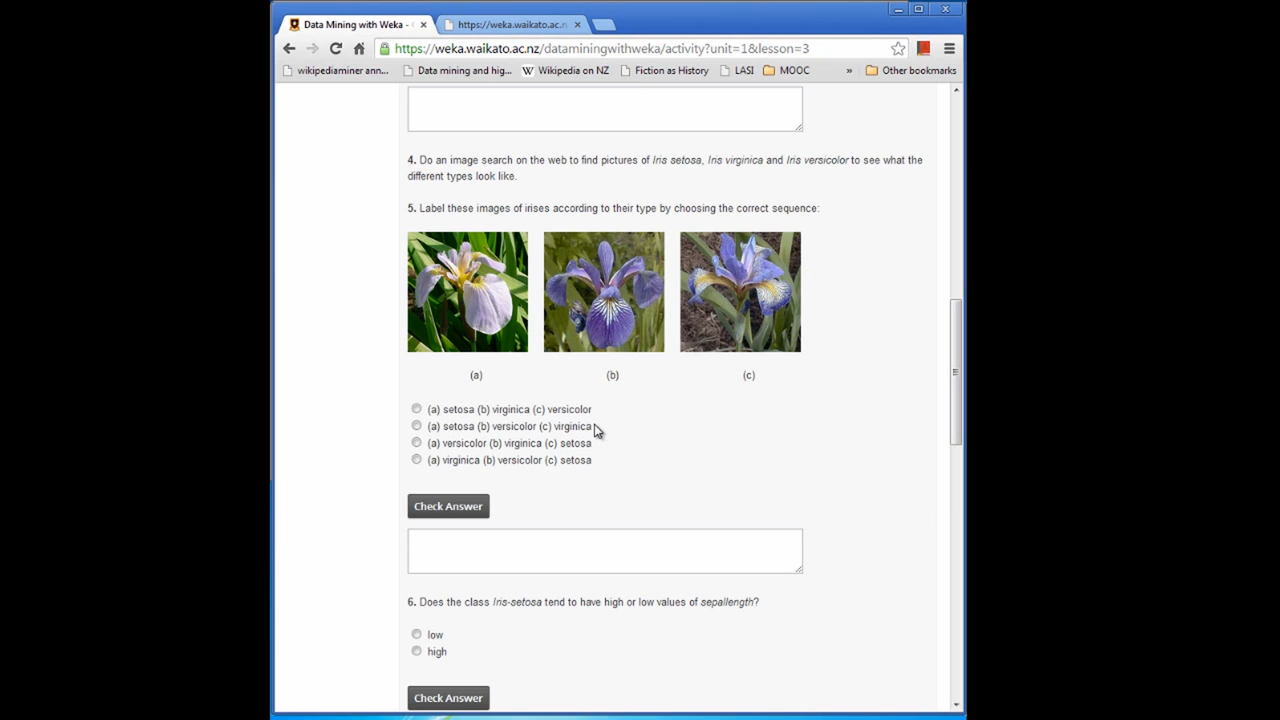 Data Mining with Weka -
https://weka.waikato.ac.n
https://weka.waikato.ac.nz/dataminingwithweka/activity?unit=1&lesson=3
wikipediaminer ann... Data mining and hig... W Wikipedia on NZ Fiction as History LASI MOOC » Other bookmarks
4. Do an image search on the web to find pictures of Iris setosa, Iris virginica and Iris versicolor to see what the
different types look like.
5. Label these images of irises according to their type by choosing the correct sequence:
(a) (b) (c)
(a) setosa (b) virginica (c) versicolor
(a) setosa (b) versicolor (c) virginica
(a) versicolor (b) virginica (c) setosa
(a) virginica (b) versicolor (c) setosa
Check Answer
6. Does the class Iris-setosa tend to have high or low values of sepallength?
low
high
Check Answer